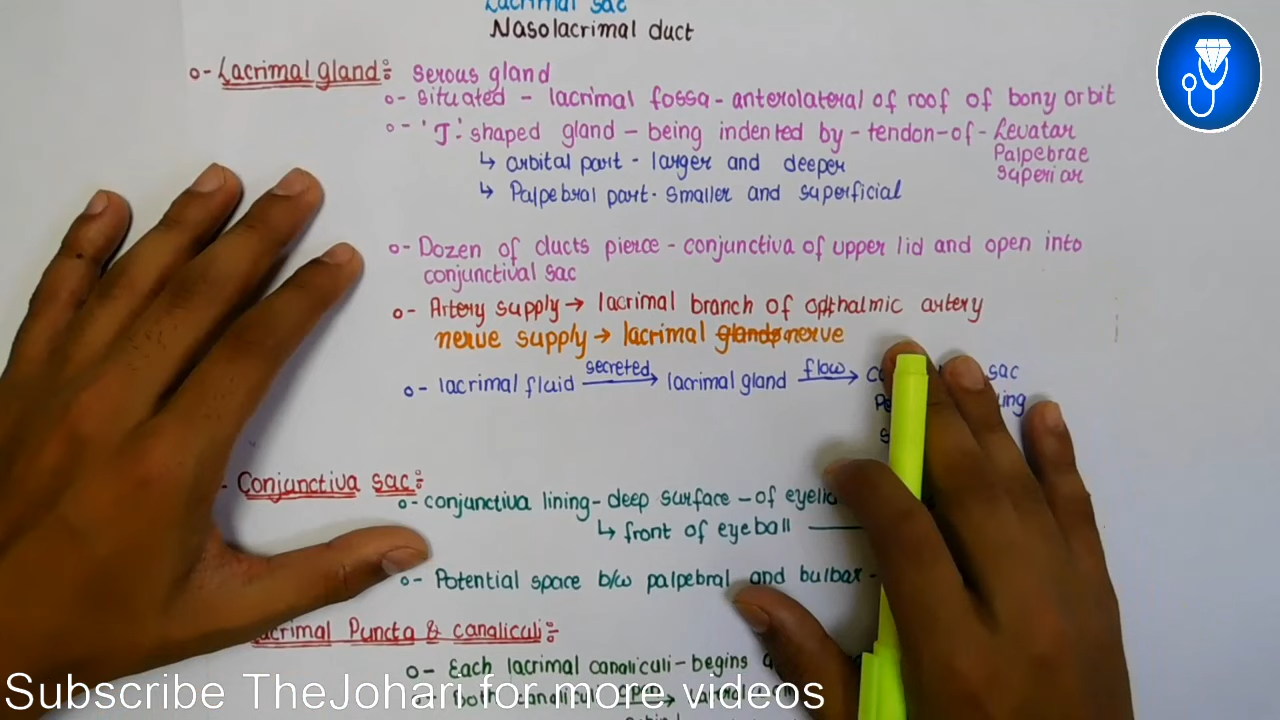 Lacrimal sac
Nasolacrimal duct
o- Lacrimal gland: serous gland
o- situated - lacrimal fossa - anterolateral of roof of bony orbit
o- 'J' shaped gland - being indented by - tendon - of - Levatar
Palpebrae
superior
↳ orbital part - larger and deeper
↳ Palpebral part - smaller and superficial
o- Dozen of ducts pierce - conjunctiva of upper lid and open into
conjunctival sac
o- Artery supply → lacrimal branch of opthalmic artery
nerve supply → lacrimal glands nerve
o- lacrimal fluid secreted → lacrimal gland flow → sac
- Conjunctiva sac:
o- conjunctiva lining - deep surface - of
↳ front of eyeball
o- Potential space b/w palpebral and bulbar -
Lacrimal Puncta & canaliculi:
o- Each lacrimal canaliculi - begins
Subscribe TheJohari for more videos